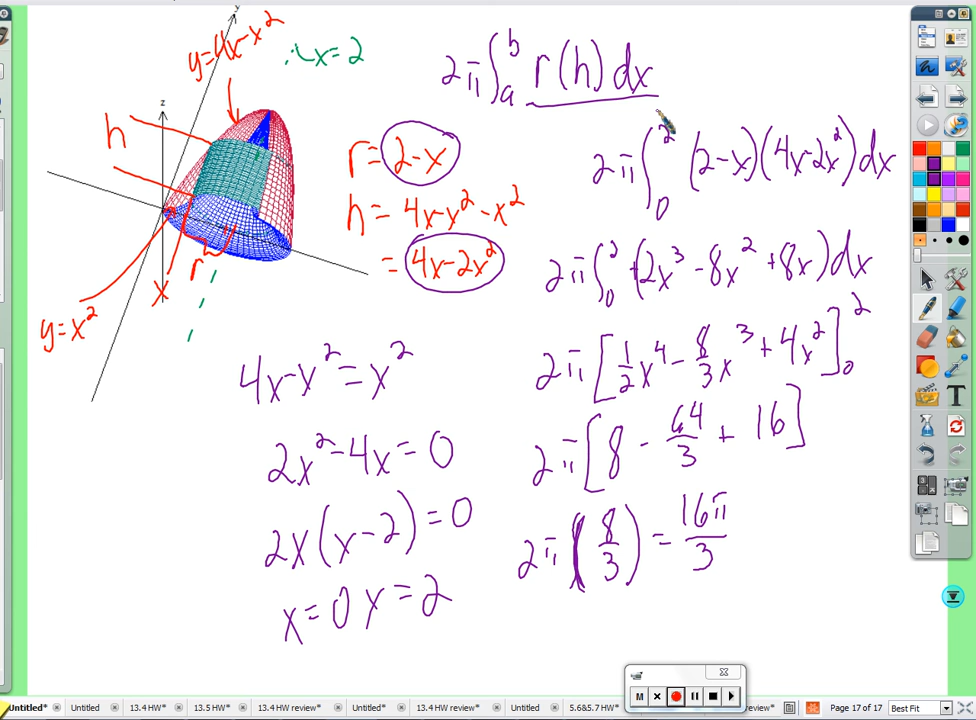 y
y=4x-x²
x=2
z
h
r
x
y=x²
2π∫ₐᵇ r(h)dx
r= 2-x
h= 4x-x²-x²
= 4x-2x²
2π∫₀² (2-x)(4x-2x²)dx
2π∫₀² (2x³-8x²+8x)dx
2π[1/2x⁴-8/3x³+4x²]₀²
2π[8-64/3+16]
2π(8/3)=16π/3
4x-x²=x²
2x²-4x=0
2x(x-2)=0
x=0 x=2
T
M
Untitled* Untitled 13.4 HW* 13.5 HW* 13.4 HW review* Untitled* 13.4 HW review* Untitled 5.6&5.7 HW* review* Page 17 of 17 Best Fit